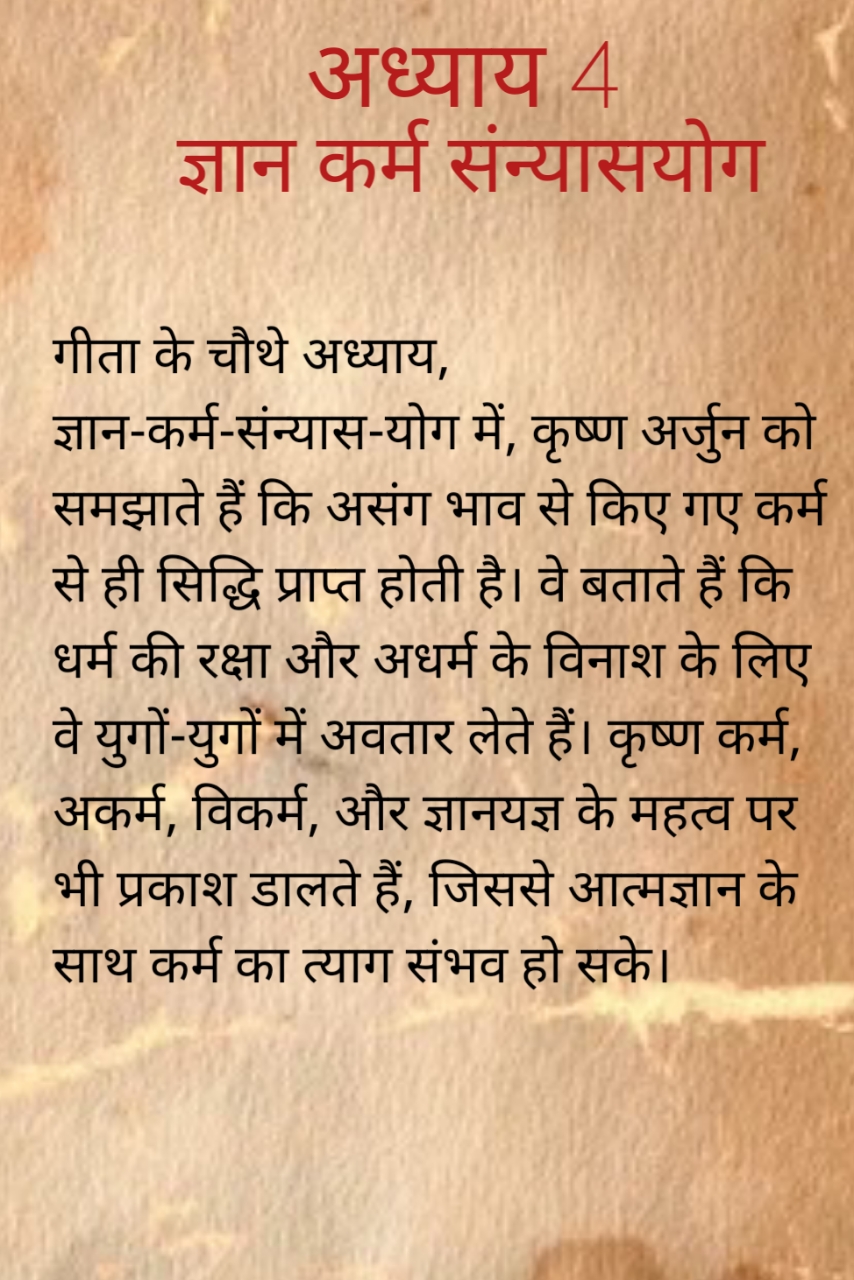 अध्याय 4
ज्ञान कर्म संन्यासयोग
गीता के चौथे अध्याय,
ज्ञान-कर्म-संन्यास-योग में, कृष्ण अर्जुन को
समझाते हैं कि असंग भाव से किए गए कर्म
से ही सिद्धि प्राप्त होती है। वे बताते हैं कि
धर्म की रक्षा और अधर्म के विनाश के लिए
वे युगों-युगों में अवतार लेते हैं। कृष्ण कर्म,
अकर्म, विकर्म, और ज्ञानयज्ञ के महत्व पर
भी प्रकाश डालते हैं, जिससे आत्मज्ञान के
साथ कर्म का त्याग संभव हो सके।